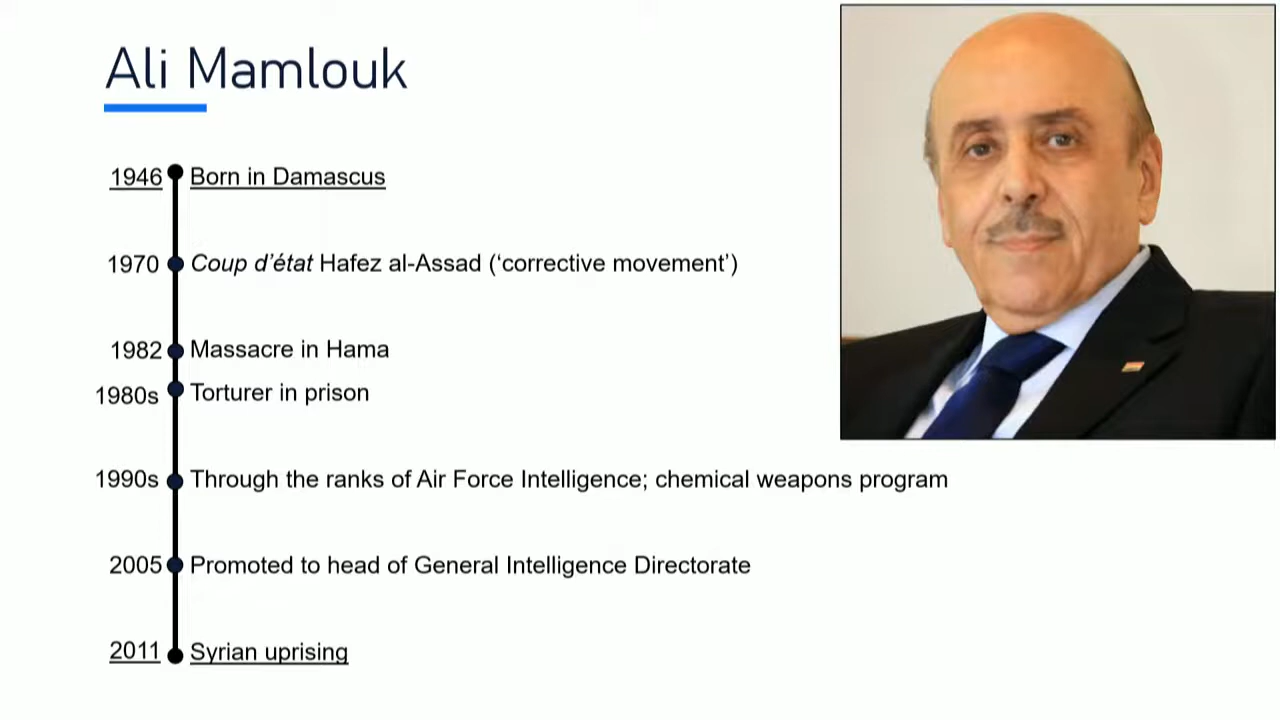 Ali Mamlouk
1946 Born in Damascus
1970 Coup d’état Hafez al-Assad (‘corrective movement’)
1982 Massacre in Hama
1980s Torturer in prison
1990s Through the ranks of Air Force Intelligence; chemical weapons program
2005 Promoted to head of General Intelligence Directorate
2011 Syrian uprising